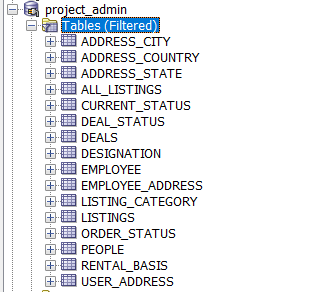 project_admin
Tables (Filtered)
ADDRESS_CITY
ADDRESS_COUNTRY
ADDRESS_STATE
ALL_LISTINGS
CURRENT_STATUS
DEAL_STATUS
DEALS
DESIGNATION
EMPLOYEE
EMPLOYEE_ADDRESS
LISTING_CATEGORY
LISTINGS
ORDER_STATUS
PEOPLE
RENTAL_BASIS
USER_ADDRESS